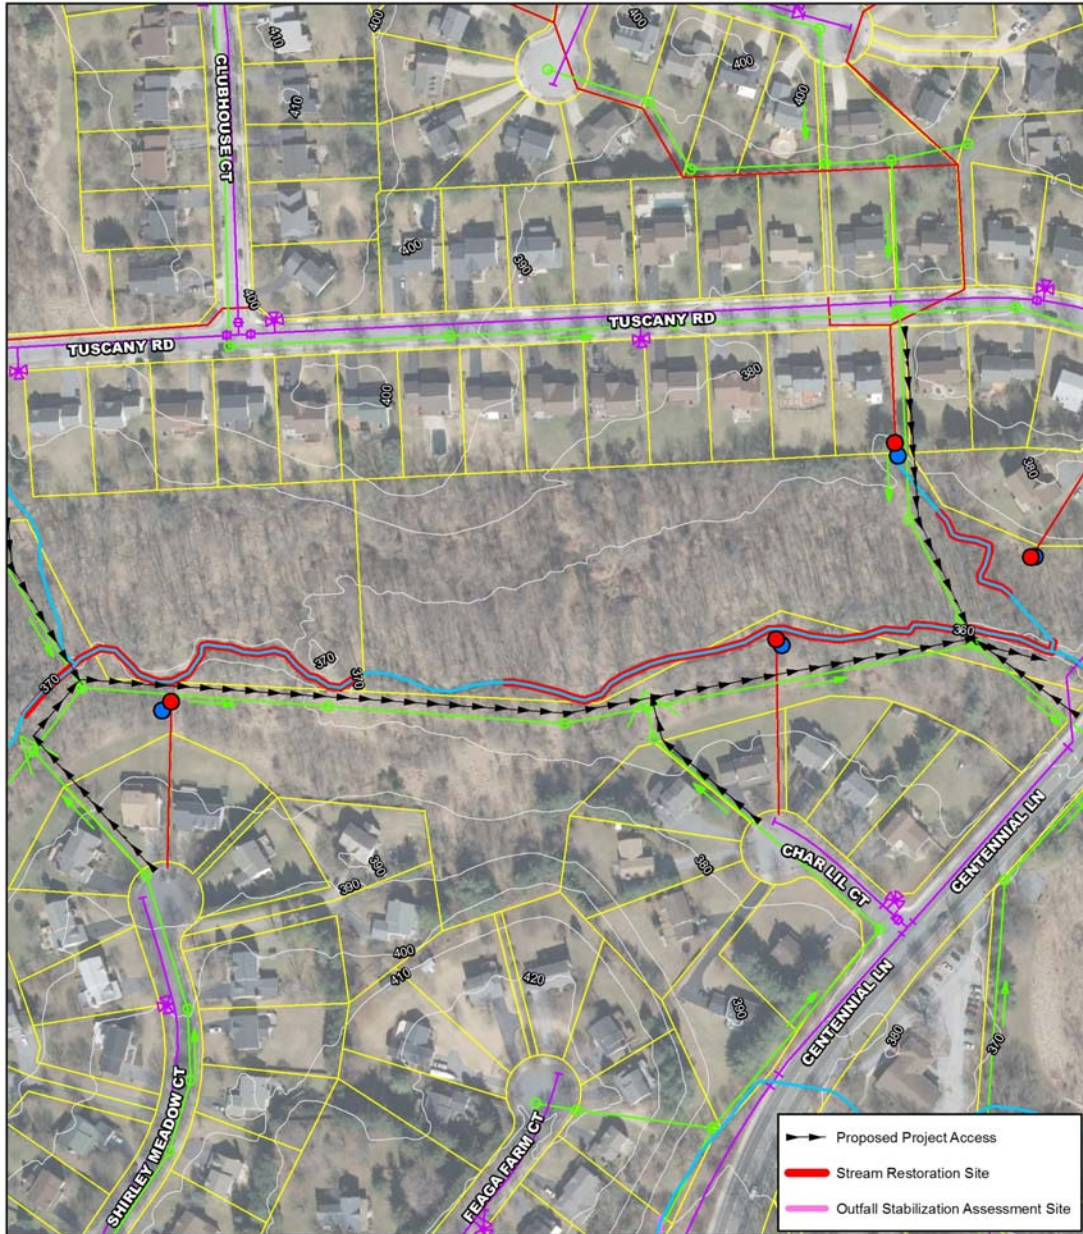 400
410
400
CLUBHOUSE CT
400
410
400
400
390
400
TUSCANY RD
TUSCANY RD
380
400
380
360
370
370
370
390
380
390
CHAR LIL CT
CENTENNIAL LN
400
410
420
390
CENTENNIAL LN
380
370
SHIRLEY MEADOW CT
FEAGA FARM CT
Proposed Project Access
Stream Restoration Site
Outfall Stabilization Assessment Site